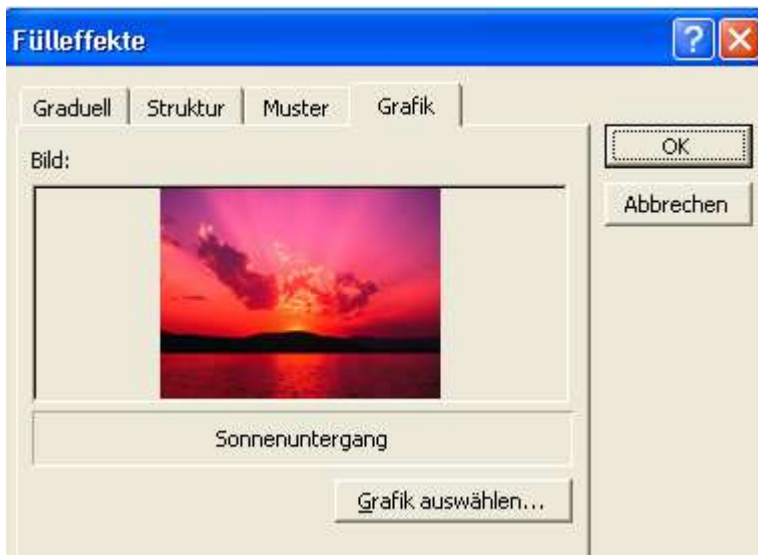 Fülleffekte
Graduell Struktur Muster Grafik
OK
Bild:
Abbrechen
Sonnenuntergang
Grafik auswählen...